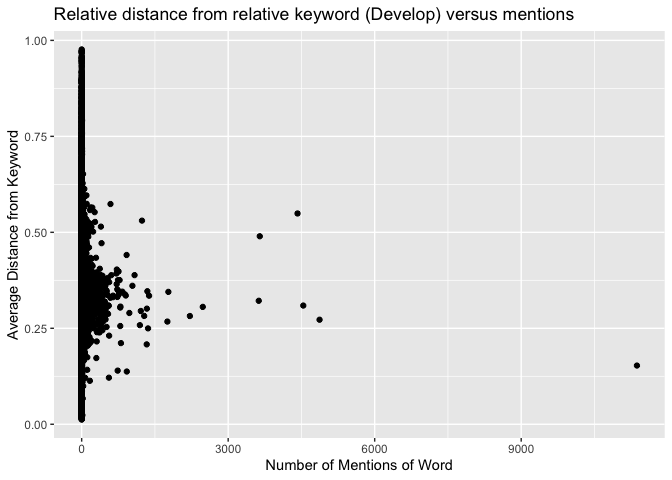 Relative distance from relative keyword (Develop) versus mentions
Average Distance from Keyword
1.00
0.75
0.50
0.25
0.00
0 3000 6000 9000
Number of Mentions of Word